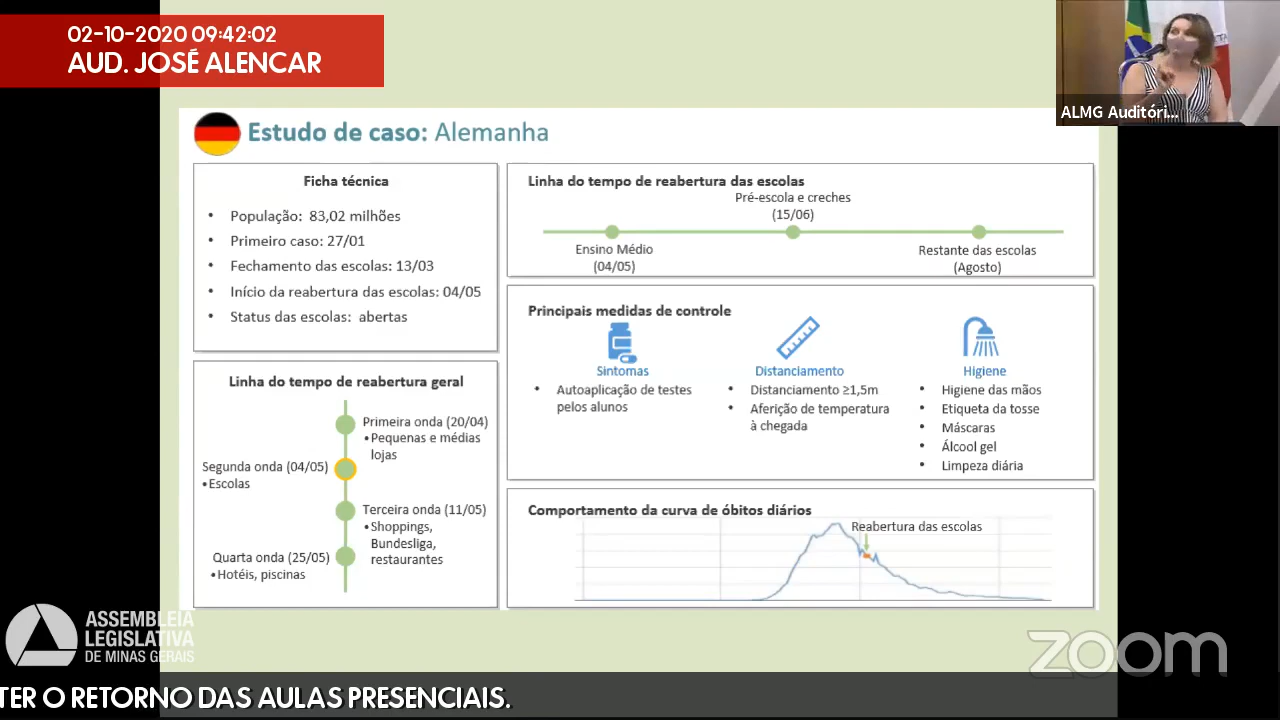 02-10-2020 09:42:02
AUD. JOSÉ ALENCAR
ALMG Auditóri...
Estudo de caso: Alemanha
Ficha técnica
• População: 83,02 milhões
• Primeiro caso: 27/01
• Fechamento das escolas: 13/03
• Início da reabertura das escolas: 04/05
• Status das escolas: abertas
Linha do tempo de reabertura geral
Primeira onda (20/04)
• Pequenas e médias
lojas
Segunda onda (04/05)
• Escolas
Terceira onda (11/05)
• Shoppings,
Bundesliga,
restaurantes
Quarta onda (25/05)
• Hotéis, piscinas
Linha do tempo de reabertura das escolas
Pré-escola e creches
(15/06)
Ensino Médio
(04/05)
Restante das escolas
(Agosto)
Principais medidas de controle
Sintomas
• Autoaplicação de testes
pelos alunos
Distanciamento
• Distanciamento ≥1,5m
• Aferição de temperatura
à chegada
Higiene
• Higiene das mãos
• Etiqueta da tosse
• Máscaras
• Álcool gel
• Limpeza diária
Comportamento da curva de óbitos diários
Reabertura das escolas
ASSEMBLEIA
LEGISLATIVA
DE MINAS GERAIS
zoom
TER O RETORNO DAS AULAS PRESENCIAIS.